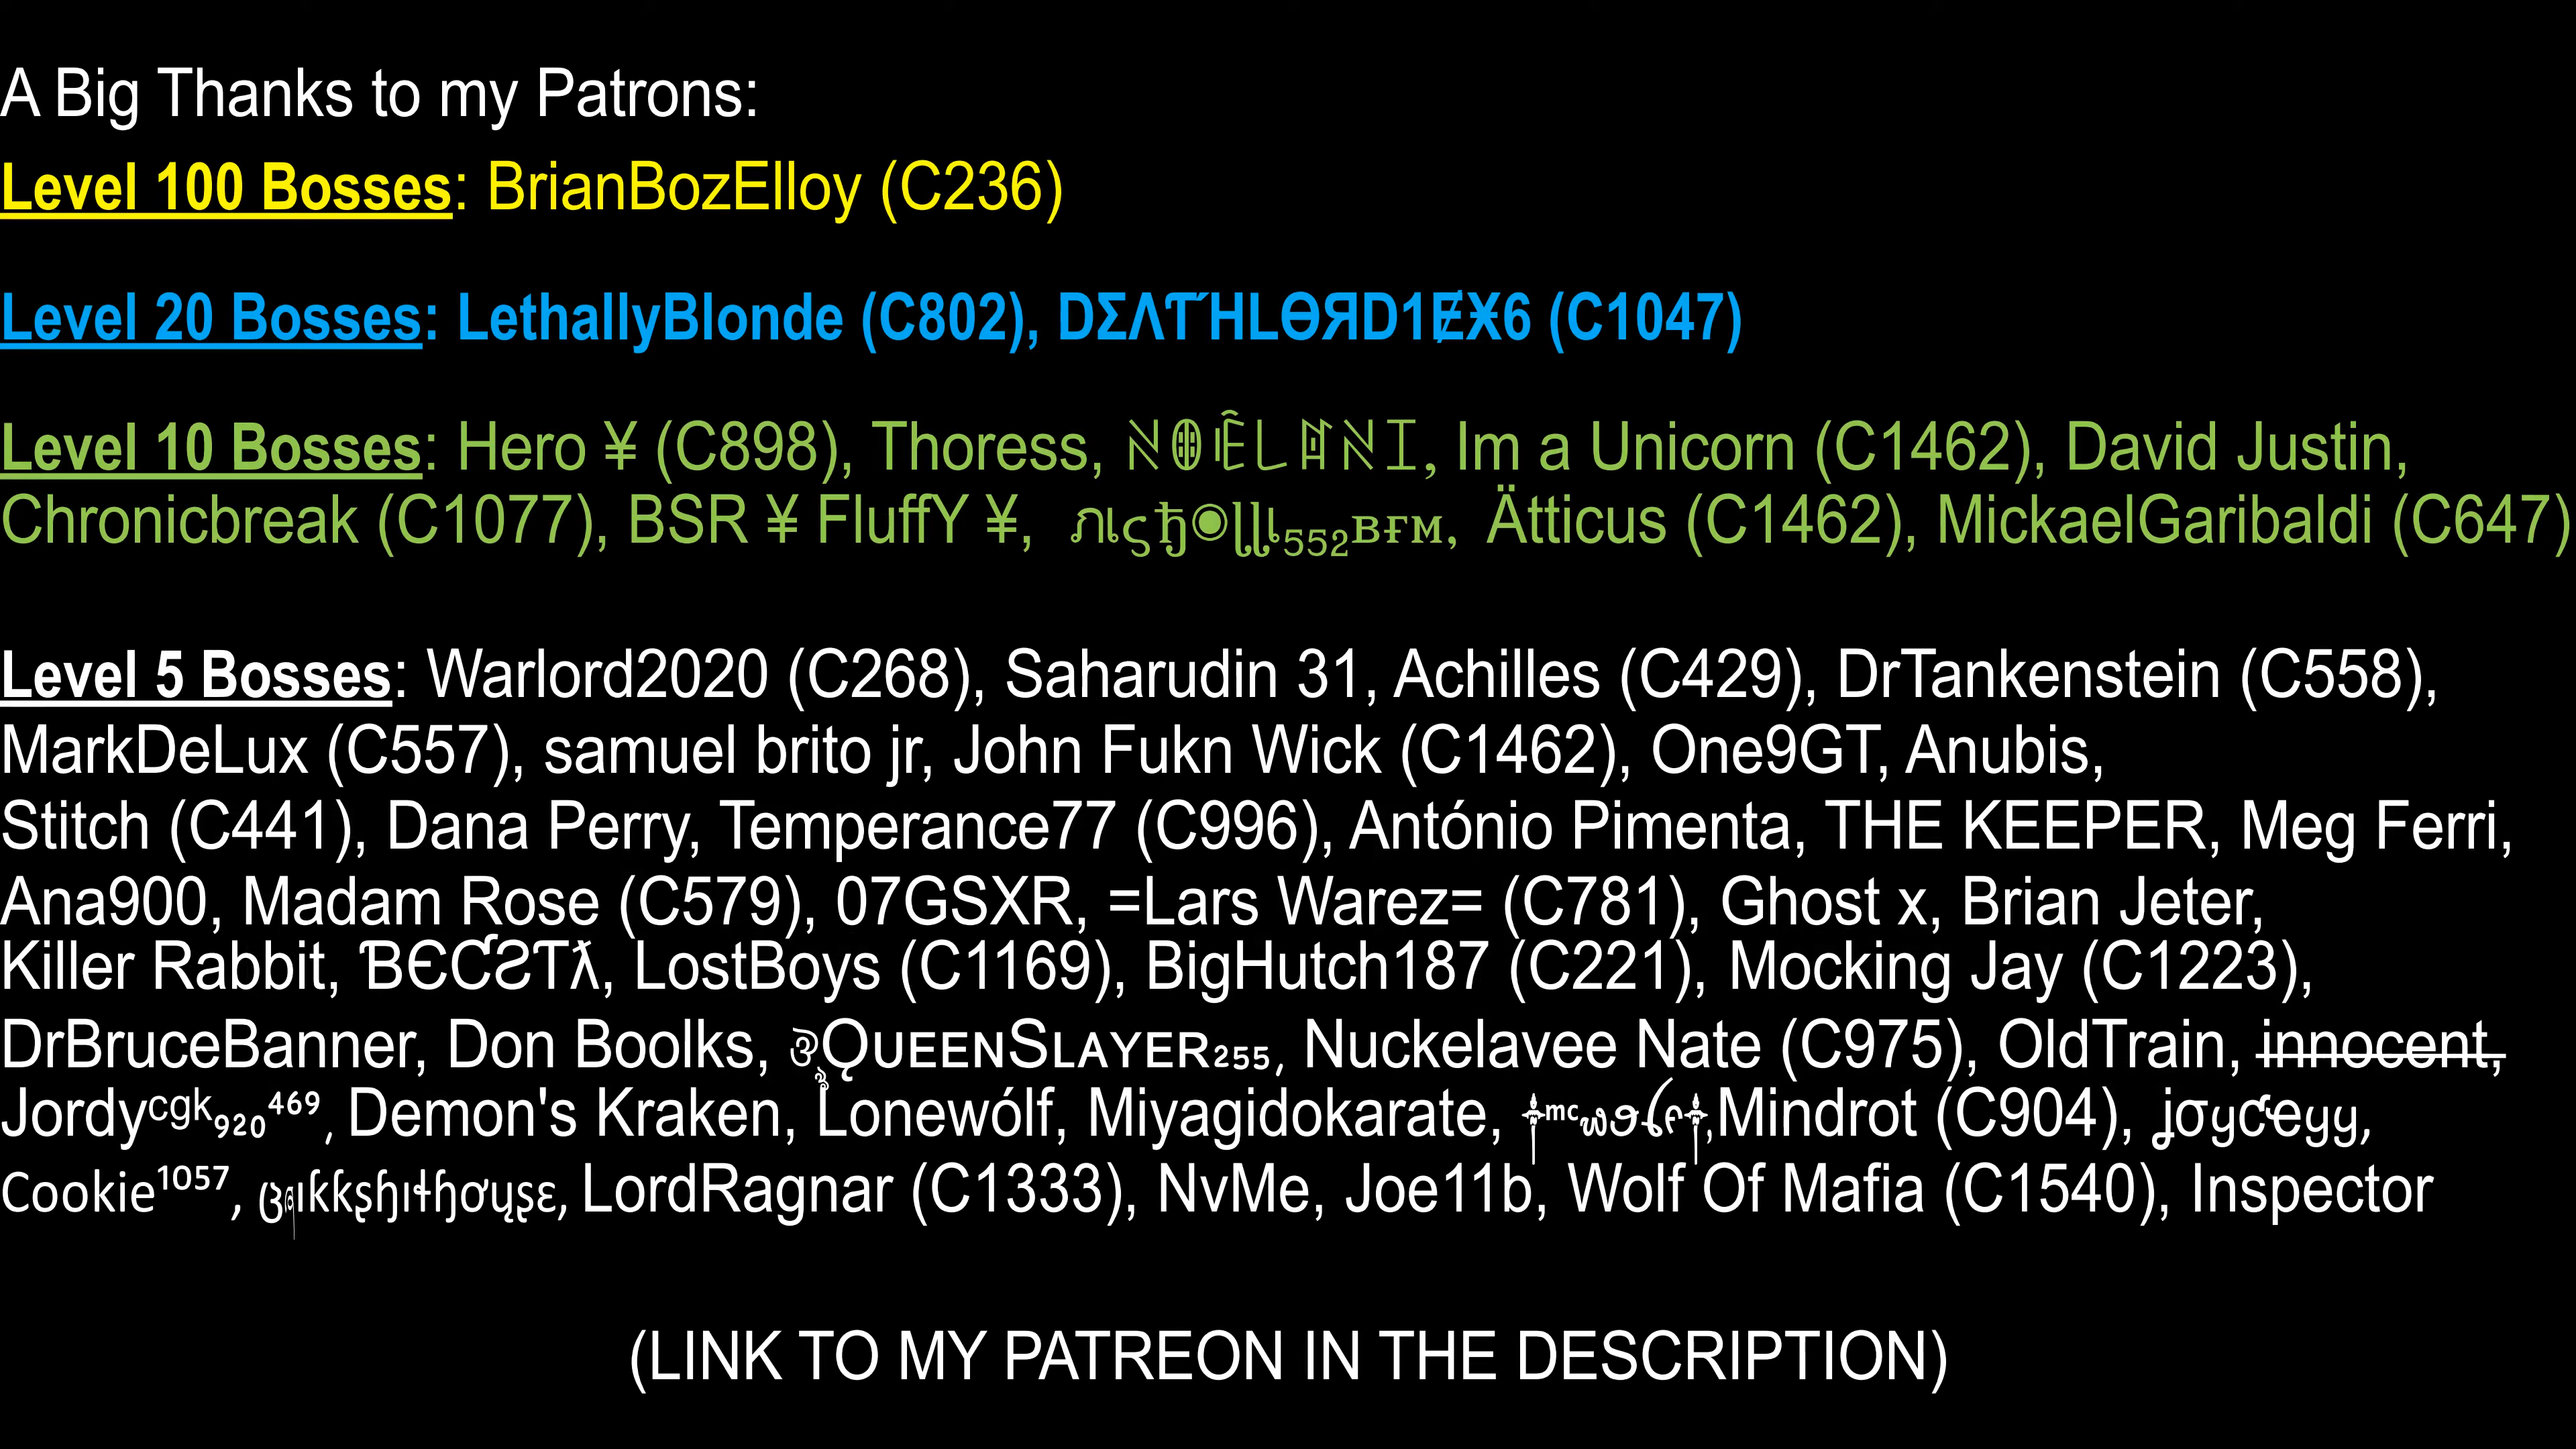 A Big Thanks to my Patrons:
Level 100 Bosses: BrianBozElloy (C236)
Level 20 Bosses: LethallyBlonde (C802), DΣΛƬΉLӨЯD1ɆӾ6 (C1047)
Level 10 Bosses: Hero ¥ (C898), Thoress, Im a Unicorn (C1462), David Justin,
Chronicbreak (C1077), BSR ¥ FluffY ¥, Ätticus (C1462), MickaelGaribaldi (C647)
Level 5 Bosses: Warlord2020 (C268), Saharudin 31, Achilles (C429), DrTankenstein (C558),
MarkDeLux (C557), samuel brito jr, John Fukn Wick (C1462), One9GT, Anubis,
Stitch (C441), Dana Perry, Temperance77 (C996), António Pimenta, THE KEEPER, Meg Ferri,
Ana900, Madam Rose (C579), 07GSXR, =Lars Warez= (C781), Ghost x, Brian Jeter,
Killer Rabbit, ƁЄƇƧƬƛ, LostBoys (C1169), BigHutch187 (C221), Mocking Jay (C1223),
DrBruceBanner, Don Boolks, QᴜᴇᴇɴSʟᴀʏᴇʀ₂₅₅, Nuckelavee Nate (C975), OldTrain, innocent,
Jordyᶜᵍᵏ₉₂₀⁴⁶⁹, Demon's Kraken, Lonewólf, Miyagidokarate, Mindrot (C904), ʝσყƈҽყყ,
Cookie¹⁰⁵⁷, LordRagnar (C1333), NvMe, Joe11b, Wolf Of Mafia (C1540), Inspector
(LINK TO MY PATREON IN THE DESCRIPTION)